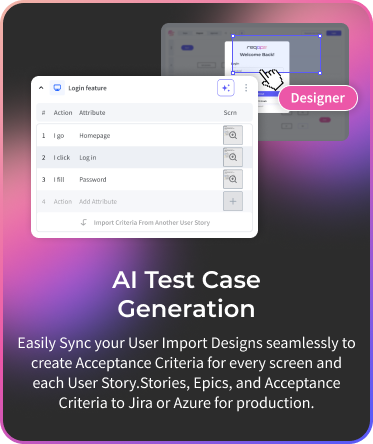 naqpps
Welcome Back!
Login
Designer
Login feature
# Action Attribute Scrn
1 I go Homepage
2 I click Log in
3 I fill Password
4 Action Add Attribute
Import Criteria From Another User Story
AI Test Case
Generation
Easily Sync your User Import Designs seamlessly to
create Acceptance Criteria for every screen and
each User Story.Stories, Epics, and Acceptance
Criteria to Jira or Azure for production.